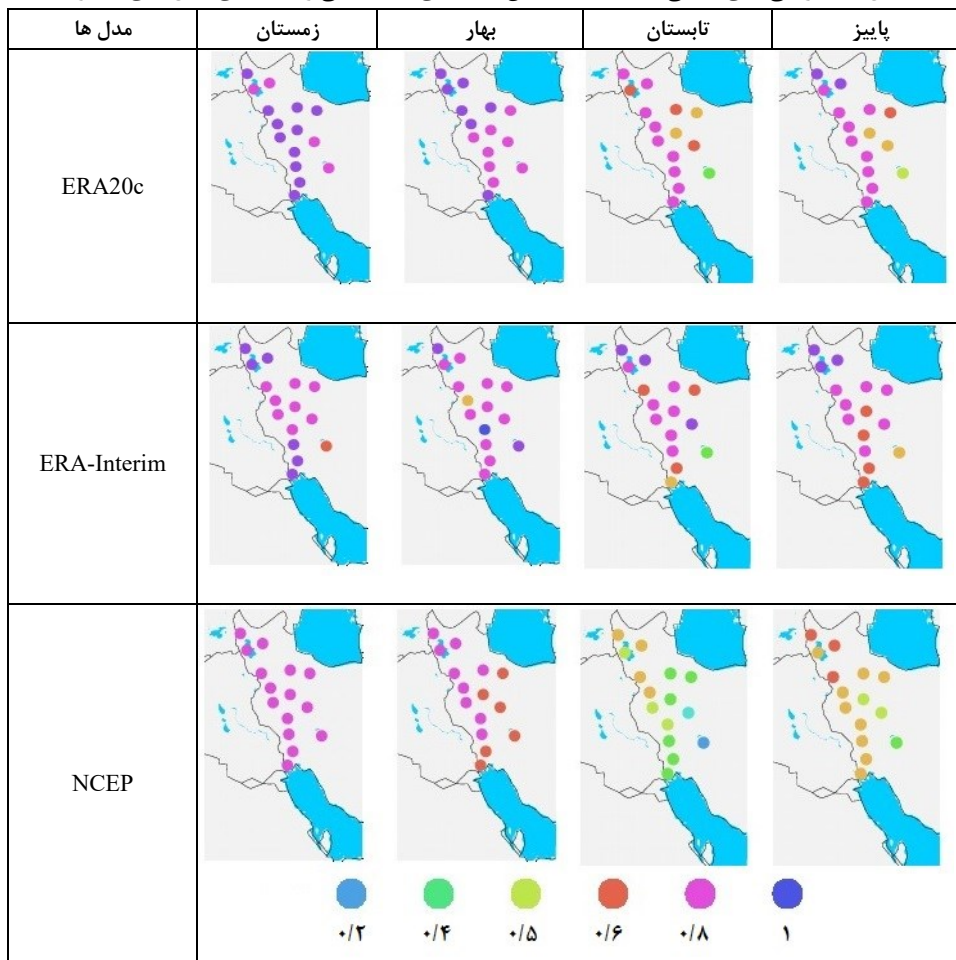 مدل ها زمستان بهار تابستان پاییز
ERA20c
ERA-Interim
NCEP
۰/۲ ۰/۴ ۰/۵ ۰/۶ ۰/۸ ۱